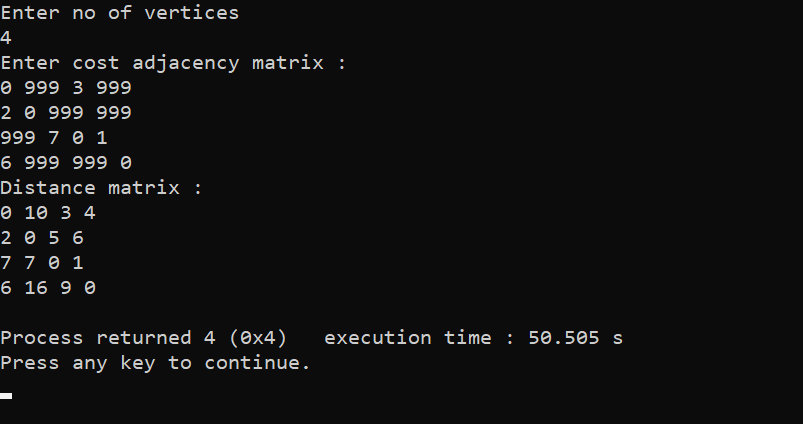 Enter no of vertices
4
Enter cost adjacency matrix :
0 999 3 999
2 0 999 999
999 7 0 1
6 999 999 0
Distance matrix :
0 10 3 4
2 0 5 6
7 7 0 1
6 16 9 0
Process returned 4 (0x4)   execution time : 50.505 s
Press any key to continue.